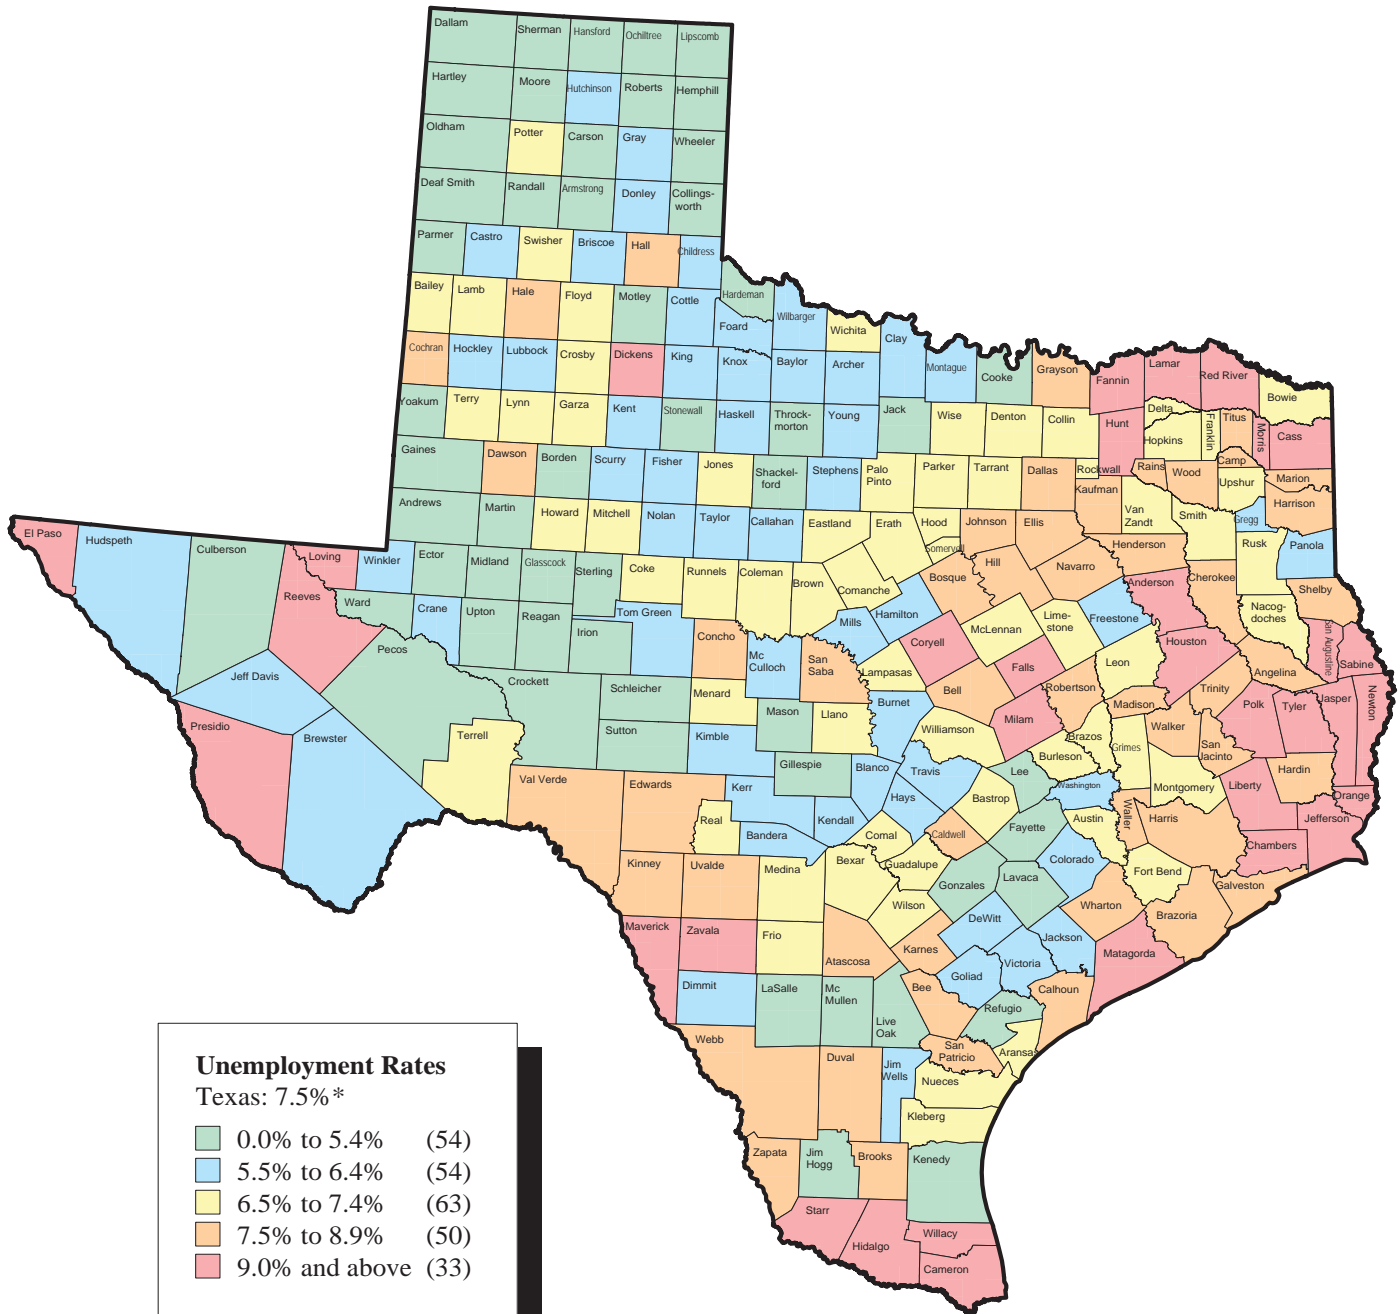 Dallam
Sherman
Hansford
Ochiltree
Lipscomb
Hartley
Moore
Hutchinson
Roberts
Hemphill
Oldham
Potter
Carson
Gray
Wheeler
Deaf Smith
Randall
Armstrong
Donley
Collings-
worth
Parmer
Castro
Swisher
Briscoe
Hall
Childress
Bailey
Lamb
Hale
Floyd
Motley
Cottle
Hardeman
Foard
Wilbarger
Wichita
Clay
Cochran
Hockley
Lubbock
Crosby
Dickens
King
Knox
Baylor
Archer
Montague
Cooke
Grayson
Fannin
Lamar
Red River
Bowie
Yoakum
Terry
Lynn
Garza
Kent
Stonewall
Haskell
Throck-
morton
Young
Jack
Wise
Denton
Collin
Hunt
Delta
Hopkins
Franklin
Titus
Morris
Cass
Gaines
Dawson
Borden
Scurry
Fisher
Jones
Shackel-
ford
Stephens
Palo
Pinto
Parker
Tarrant
Dallas
Rockwall
Kaufman
Rains
Wood
Camp
Upshur
Marion
Harrison
Andrews
Martin
Howard
Mitchell
Nolan
Taylor
Callahan
Eastland
Erath
Hood
Somervell
Johnson
Ellis
Van
Zandt
Smith
Gregg
Rusk
Panola
El Paso
Hudspeth
Culberson
Reeves
Loving
Winkler
Ector
Midland
Glasscock
Sterling
Coke
Runnels
Coleman
Brown
Comanche
Bosque
Hill
Navarro
Henderson
Anderson
Cherokee
Nacog-
doches
Shelby
Ward
Crane
Upton
Reagan
Irion
Tom Green
Concho
Mc
Culloch
San
Saba
Mills
Hamilton
Coryell
McLennan
Lime-
stone
Freestone
Houston
San Augustine
Sabine
Jeff Davis
Pecos
Crockett
Schleicher
Menard
Mason
Llano
Lampasas
Burnet
Bell
Falls
Robertson
Leon
Madison
Trinity
Angelina
Polk
Tyler
Jasper
Newton
Presidio
Brewster
Terrell
Sutton
Kimble
Gillespie
Blanco
Travis
Williamson
Milam
Burleson
Brazos
Grimes
Walker
San
Jacinto
Hardin
Val Verde
Edwards
Real
Kerr
Bandera
Kendall
Hays
Comal
Caldwell
Bastrop
Lee
Fayette
Washington
Austin
Waller
Montgomery
Harris
Liberty
Orange
Jefferson
Chambers
Kinney
Uvalde
Medina
Bexar
Guadalupe
Wilson
Gonzales
Lavaca
Colorado
Fort Bend
Wharton
Galveston
Brazoria
Maverick
Zavala
Frio
Atascosa
Karnes
DeWitt
Jackson
Victoria
Goliad
Matagorda
Dimmit
LaSalle
Mc
Mullen
Live
Oak
Bee
Refugio
Calhoun
Webb
Duval
Jim
Wells
San
Patricio
Aransas
Nueces
Kleberg
Zapata
Jim
Hogg
Brooks
Kenedy
Starr
Hidalgo
Willacy
Cameron
Unemployment Rates
Texas: 7.5%*
0.0% to 5.4% (54)
5.5% to 6.4% (54)
6.5% to 7.4% (63)
7.5% to 8.9% (50)
9.0% and above (33)